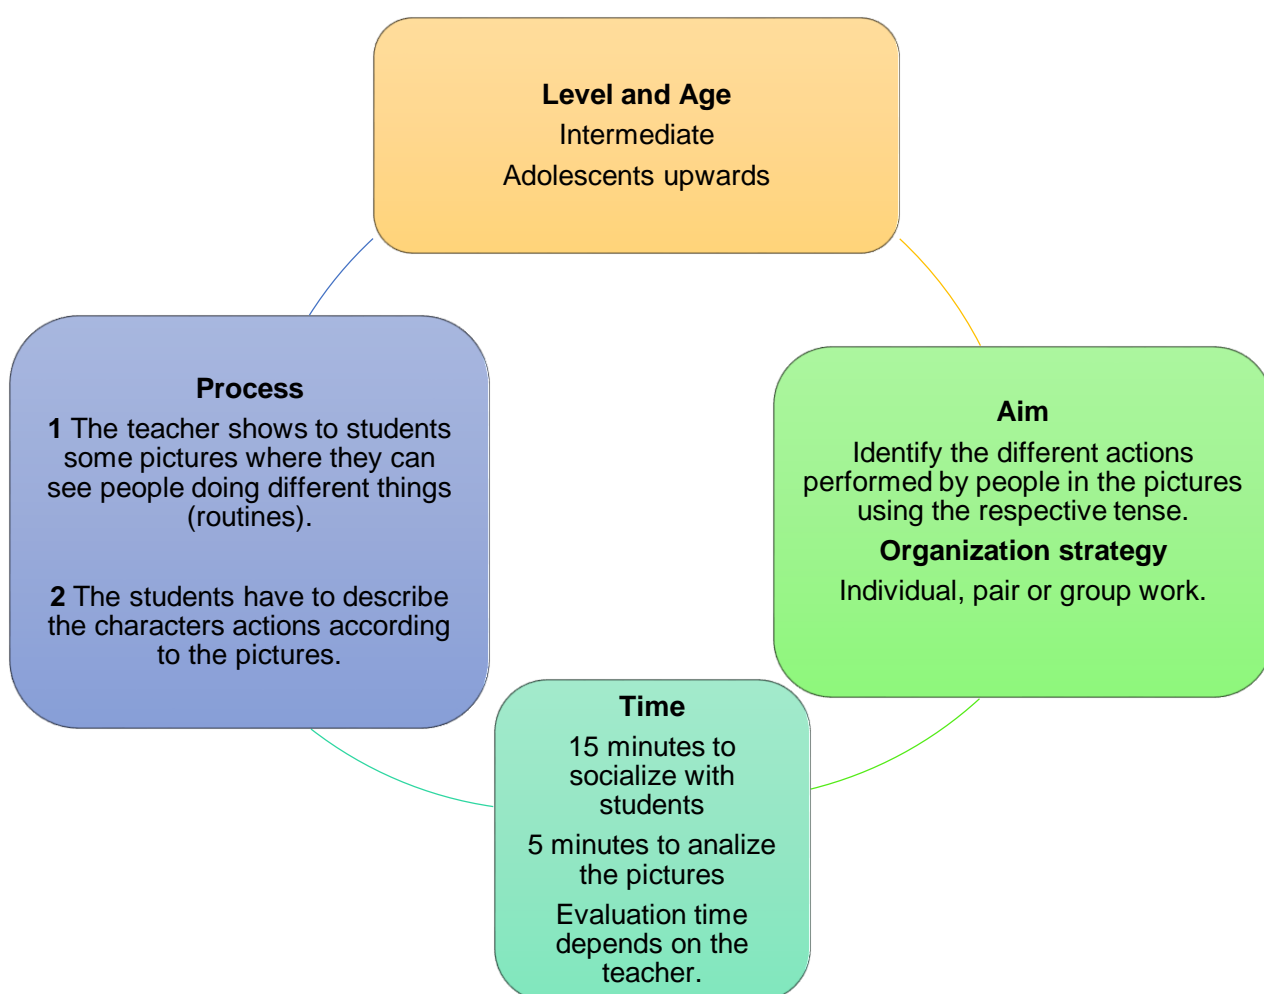 Level and Age
Intermediate
Adolescents upwards
Process
1 The teacher shows to students
some pictures where they can
see people doing different things
(routines).
2 The students have to describe
the characters actions according
to the pictures.
Aim
Identify the different actions
performed by people in the pictures
using the respective tense.
Organization strategy
Individual, pair or group work.
Time
15 minutes to
socialize with
students
5 minutes to analize
the pictures
Evaluation time
depends on the
teacher.